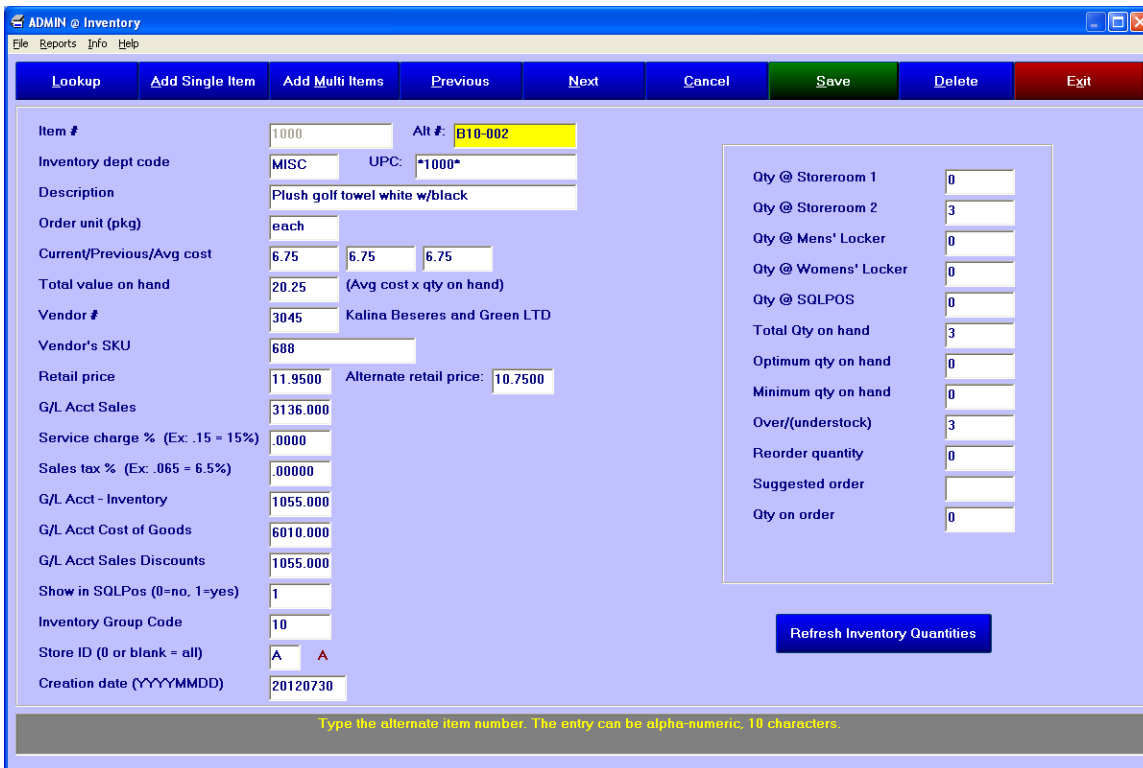 ADMIN @ Inventory
File Reports Info Help
Lookup Add Single Item Add Multi Items Previous Next Cancel Save Delete Exit
Item # 1000 Alt #: B10-002
Inventory dept code MISC UPC: *1000*
Description Plush golf towel white w/black
Order unit (pkg) each
Current/Previous/Avg cost 6.75 6.75 6.75
Total value on hand 20.25 (Avg cost x qty on hand)
Vendor # 3045 Kalina Beseres and Green LTD
Vendor's SKU 688
Retail price 11.9500 Alternate retail price: 10.7500
G/L Acct Sales 3136.000
Service charge % (Ex: .15 = 15%) .0000
Sales tax % (Ex: .065 = 6.5%) .00000
G/L Acct - Inventory 1055.000
G/L Acct Cost of Goods 6010.000
G/L Acct Sales Discounts 1055.000
Show in SQLPos (0=no, 1=yes) 1
Inventory Group Code 10
Store ID (0 or blank = all) A A
Creation date (YYYYMMDD) 20120730
Qty @ Storeroom 1 0
Qty @ Storeroom 2 3
Qty @ Mens' Locker 0
Qty @ Womens' Locker 0
Qty @ SQLPOS 0
Total Qty on hand 3
Optimum qty on hand 0
Minimum qty on hand 0
Over/(understock) 3
Reorder quantity 0
Suggested order
Qty on order 0
Refresh Inventory Quantities
Type the alternate item number. The entry can be alpha-numeric, 10 characters.